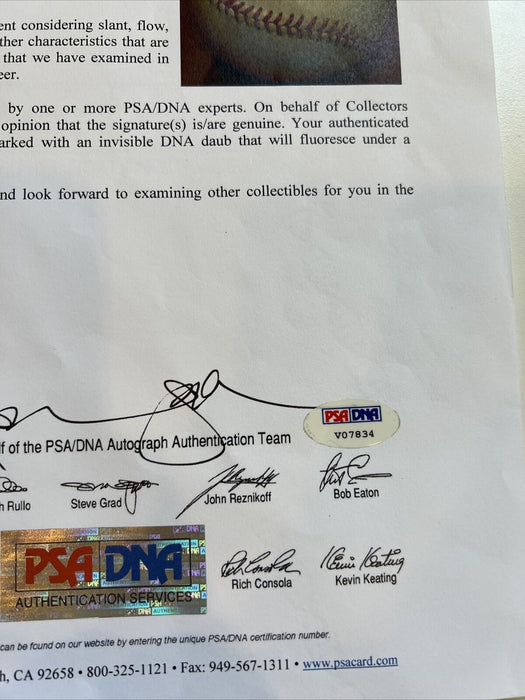 ent considering slant, flow,
ther characteristics that are
that we have examined in
eer.
by one or more PSA/DNA experts. On behalf of Collectors
opinion that the signature(s) is/are genuine. Your authenticated
arked with an invisible DNA daub that will fluoresce under a
nd look forward to examining other collectibles for you in the
PSA DNA
V07834
f of the PSA/DNA Autograph Authentication Team
h Rullo
Steve Grad
John Reznikoff
Bob Eaton
PSA DNA
AUTHENTICATION SERVICES
Rich Consola
Kevin Keating
can be found on our website by entering the unique PSA/DNA certification number.
h, CA 92658 • 800-325-1121 • Fax: 949-567-1311 • www.psacard.com